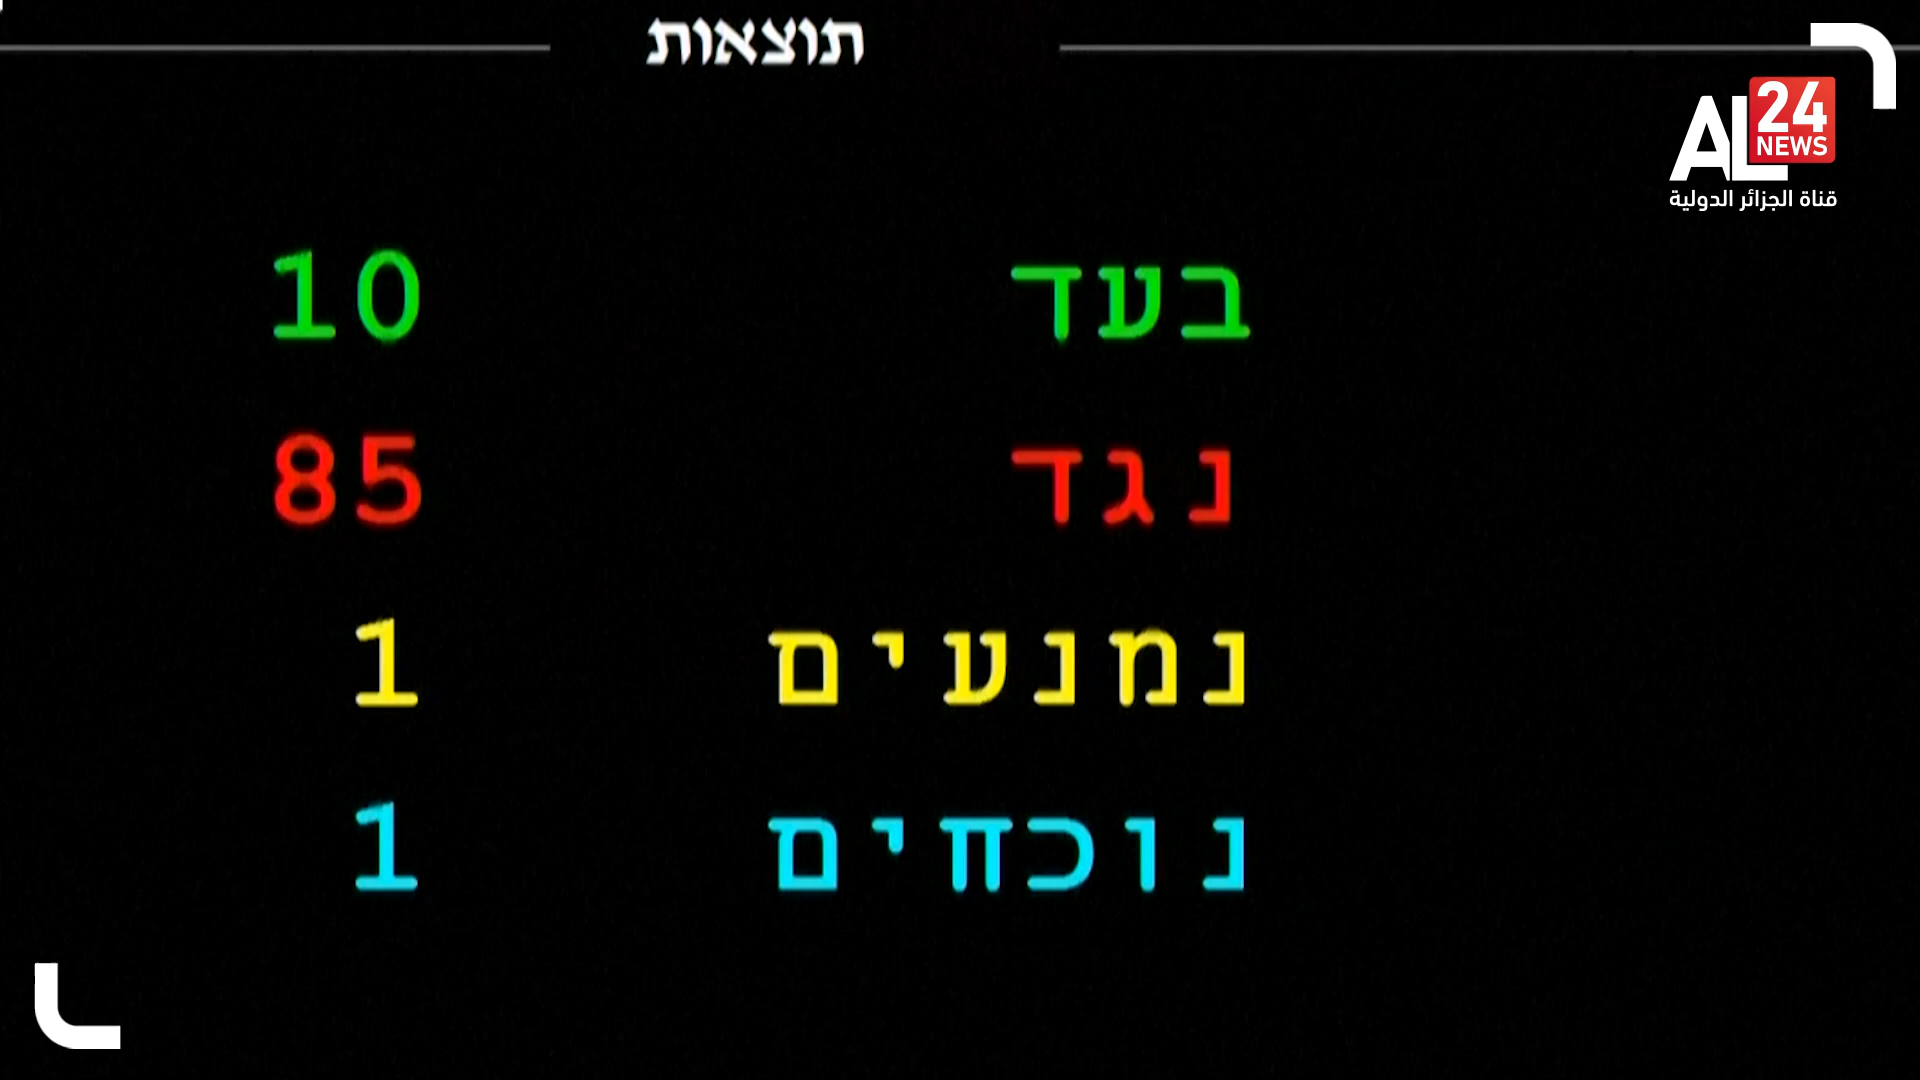 תוצאות
AL
24
NEWS
قناة الجزائر الدولية
בעד 10
נגד 85
נמנעים 1
נוכחים 1